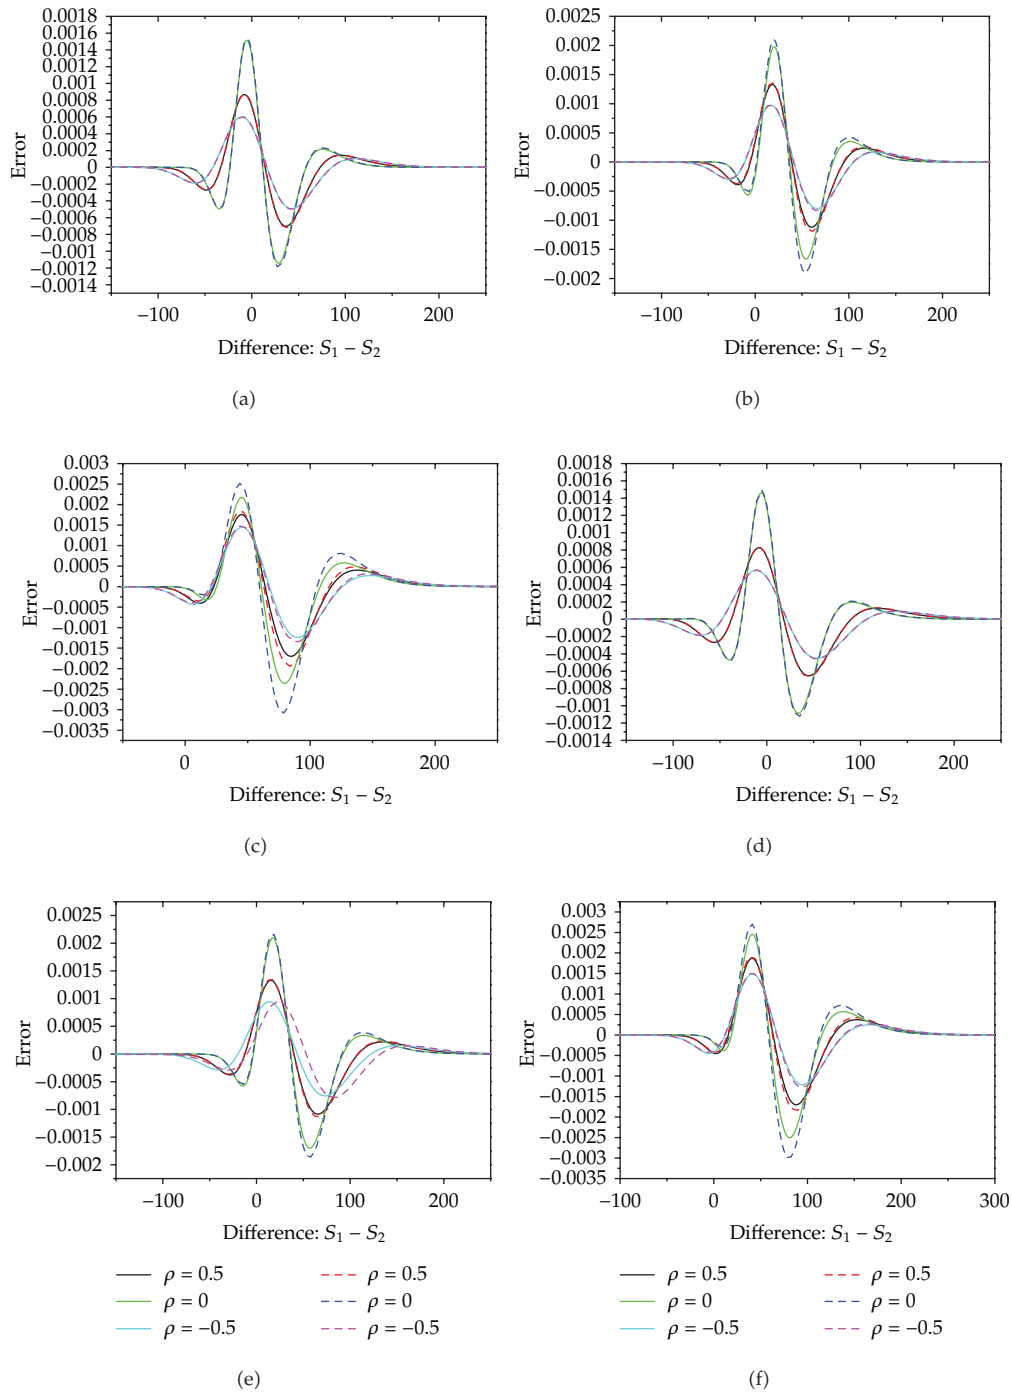 0.0018
0.0016
0.0014
0.0012
0.001
0.0008
0.0006
0.0004
0.0002
0
−0.0002
−0.0004
−0.0006
−0.0008
−0.001
−0.0012
−0.0014
Error
−100 0 100 200
Difference: S₁ − S₂
(a)
0.0025
0.002
0.0015
0.001
0.0005
0
−0.0005
−0.001
−0.0015
−0.002
Error
−100 0 100 200
Difference: S₁ − S₂
(b)
0.003
0.0025
0.002
0.0015
0.001
0.0005
0
−0.0005
−0.001
−0.0015
−0.002
−0.0025
−0.003
−0.0035
Error
0 100 200
Difference: S₁ − S₂
(c)
0.0018
0.0016
0.0014
0.0012
0.001
0.0008
0.0006
0.0004
0.0002
0
−0.0002
−0.0004
−0.0006
−0.0008
−0.001
−0.0012
−0.0014
Error
−100 0 100 200
Difference: S₁ − S₂
(d)
0.0025
0.002
0.0015
0.001
0.0005
0
−0.0005
−0.001
−0.0015
−0.002
Error
−100 0 100 200
Difference: S₁ − S₂
ρ = 0.5 ρ = 0.5
ρ = 0 ρ = 0
ρ = −0.5 ρ = −0.5
(e)
0.003
0.0025
0.002
0.0015
0.001
0.0005
0
−0.0005
−0.001
−0.0015
−0.002
−0.0025
−0.003
−0.0035
Error
−100 0 100 200 300
Difference: S₁ − S₂
ρ = 0.5 ρ = 0.5
ρ = 0 ρ = 0
ρ = −0.5 ρ = −0.5
(f)